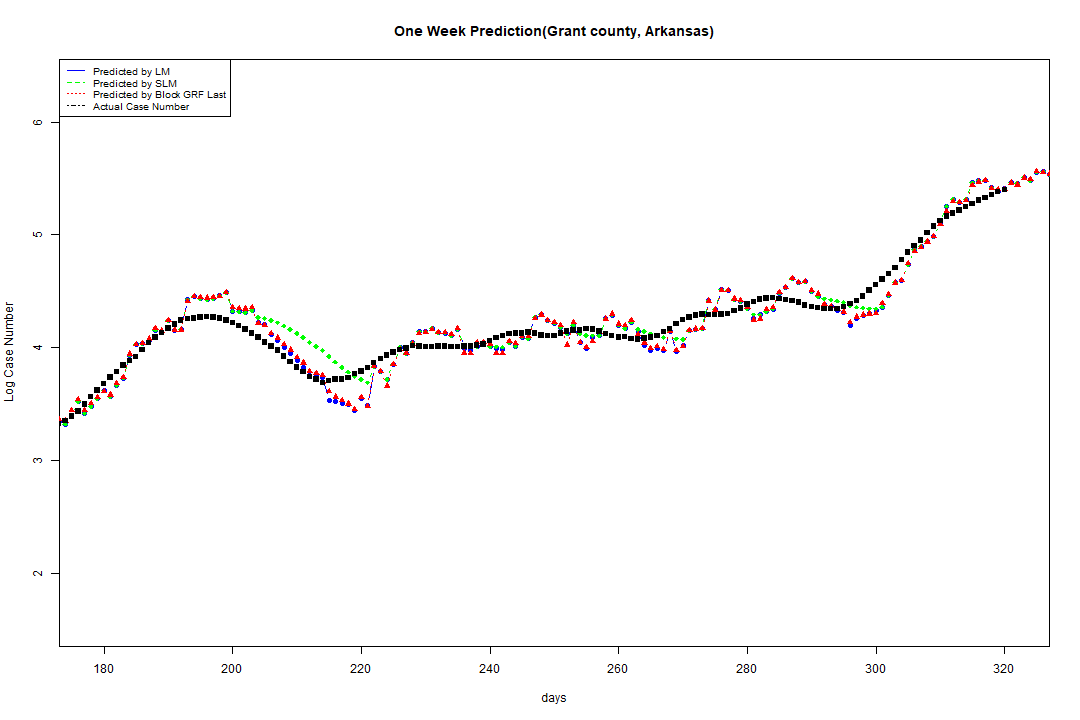 One Week Prediction(Grant county, Arkansas)
Predicted by LM
Predicted by SLM
Predicted by Block GRF Last
Actual Case Number
6
5
4
3
2
Log Case Number
180 200 220 240 260 280 300 320
days